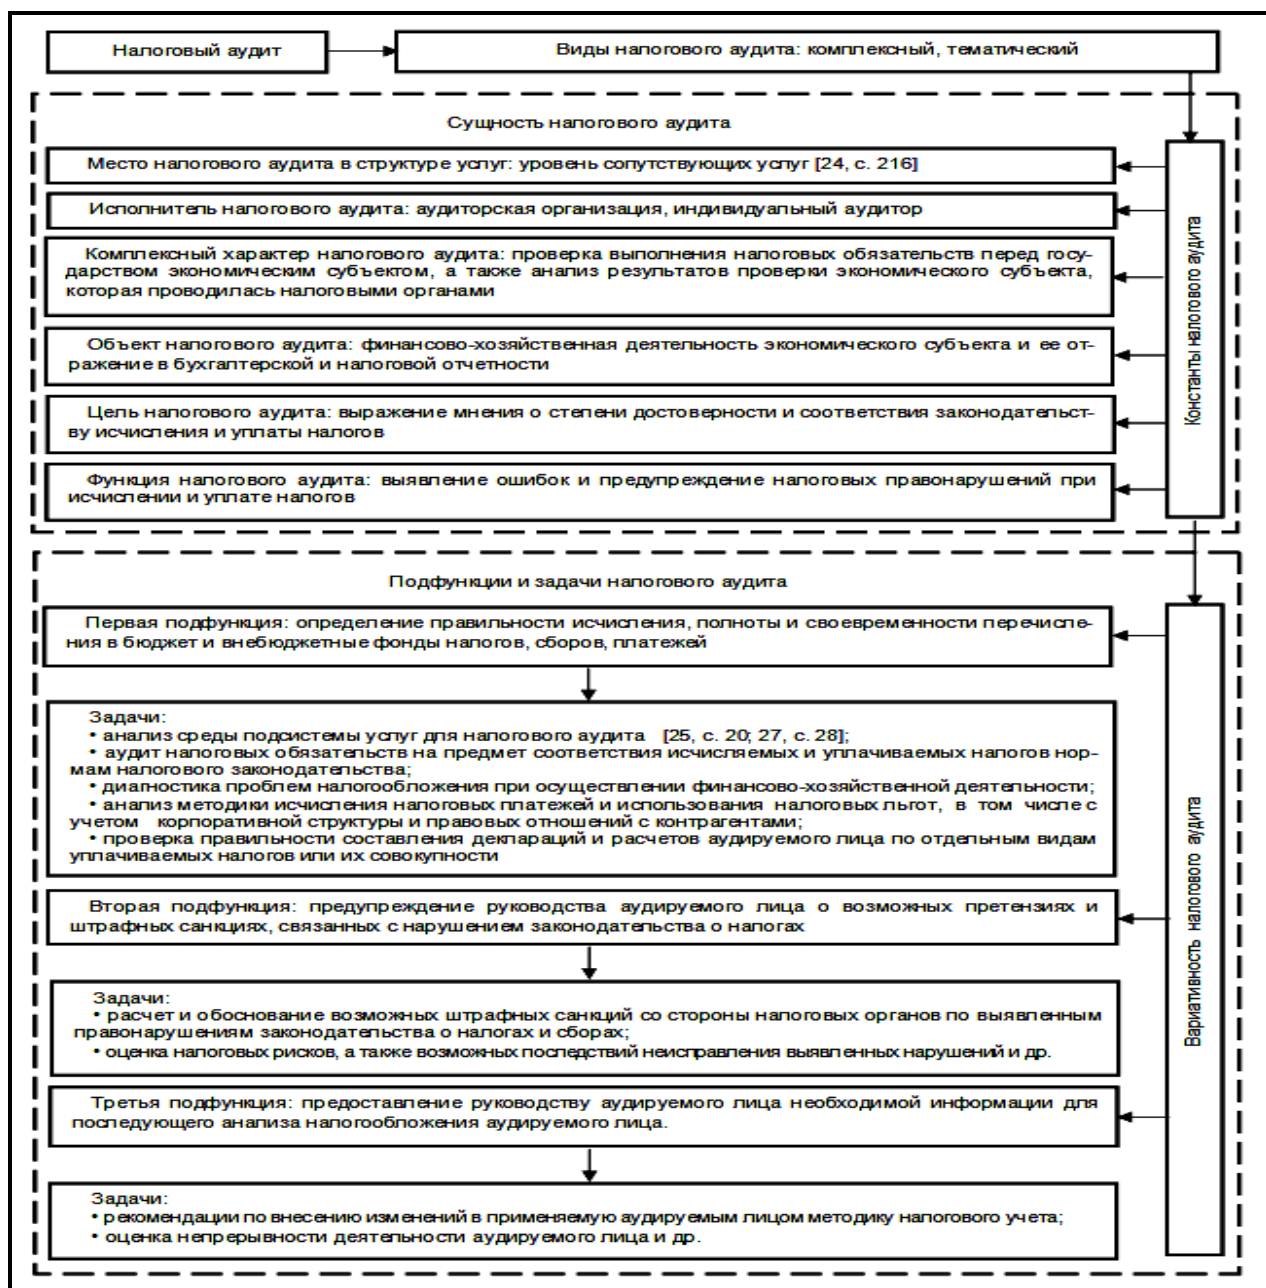 Налоговый аудит
Виды налогового аудита: комплексный, тематический
Сущность налогового аудита
Место налогового аудита в структуре услуг: уровень сопутствующих услуг [24, с. 216]
Исполнитель налогового аудита: аудиторская организация, индивидуальный аудитор
Комплексный характер налогового аудита: проверка выполнения налоговых обязательств перед госу-
дарством экономическим субъектом, а также анализ результатов проверки экономического субъекта,
которая проводилась налоговыми органами
Объект налогового аудита: финансово-хозяйственная деятельность экономического субъекта и ее от-
ражение в бухгалтерской и налоговой отчетности
Цель налогового аудита: выражение мнения о степени достоверности и соответствия законодательст-
ву исчисления и уплаты налогов
Функция налогового аудита: выявление ошибок и предупреждение налоговых правонарушений при
исчислении и уплате налогов
Константы налогового аудита
Подфункции и задачи налогового аудита
Первая подфункция: определение правильности исчисления, полноты и своевременности перечисле-
ния в бюджет и внебюджетные фонды налогов, сборов, платежей
Задачи:
• анализ среды подсистемы услуг для налогового аудита [25, с. 20; 27, с. 28];
• аудит налоговых обязательств на предмет соответствия исчисляемых и уплачиваемых налогов нор-
мам налогового законодательства;
• диагностика проблем налогообложения при осуществлении финансово-хозяйственной деятельности;
• анализ методики исчисления налоговых платежей и использования налоговых льгот, в том числе с
учетом корпоративной структуры и правовых отношений с контрагентами;
• проверка правильности составления деклараций и расчетов аудируемого лица по отдельным видам
уплачиваемых налогов или их совокупности
Вторая подфункция: предупреждение руководства аудируемого лица о возможных претензиях и
штрафных санкциях, связанных с нарушением законодательства о налогах
Задачи:
• расчет и обоснование возможных штрафных санкций со стороны налоговых органов по выявленным
правонарушениям законодательства о налогах и сборах;
• оценка налоговых рисков, а также возможных последствий неисправления выявленных нарушений и др.
Третья подфункция: предоставление руководству аудируемого лица необходимой информации для
последующего анализа налогообложения аудируемого лица.
Задачи:
• рекомендации по внесению изменений в применяемую аудируемым лицом методику налогового учета;
• оценка непрерывности деятельности аудируемого лица и др.
Вариативность налогового аудита